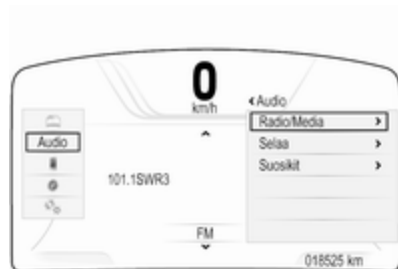 0
km/h
Audio
101.1SWR3
FM
Audio
Radio/Media
Selaa
Suosikit
018525 km